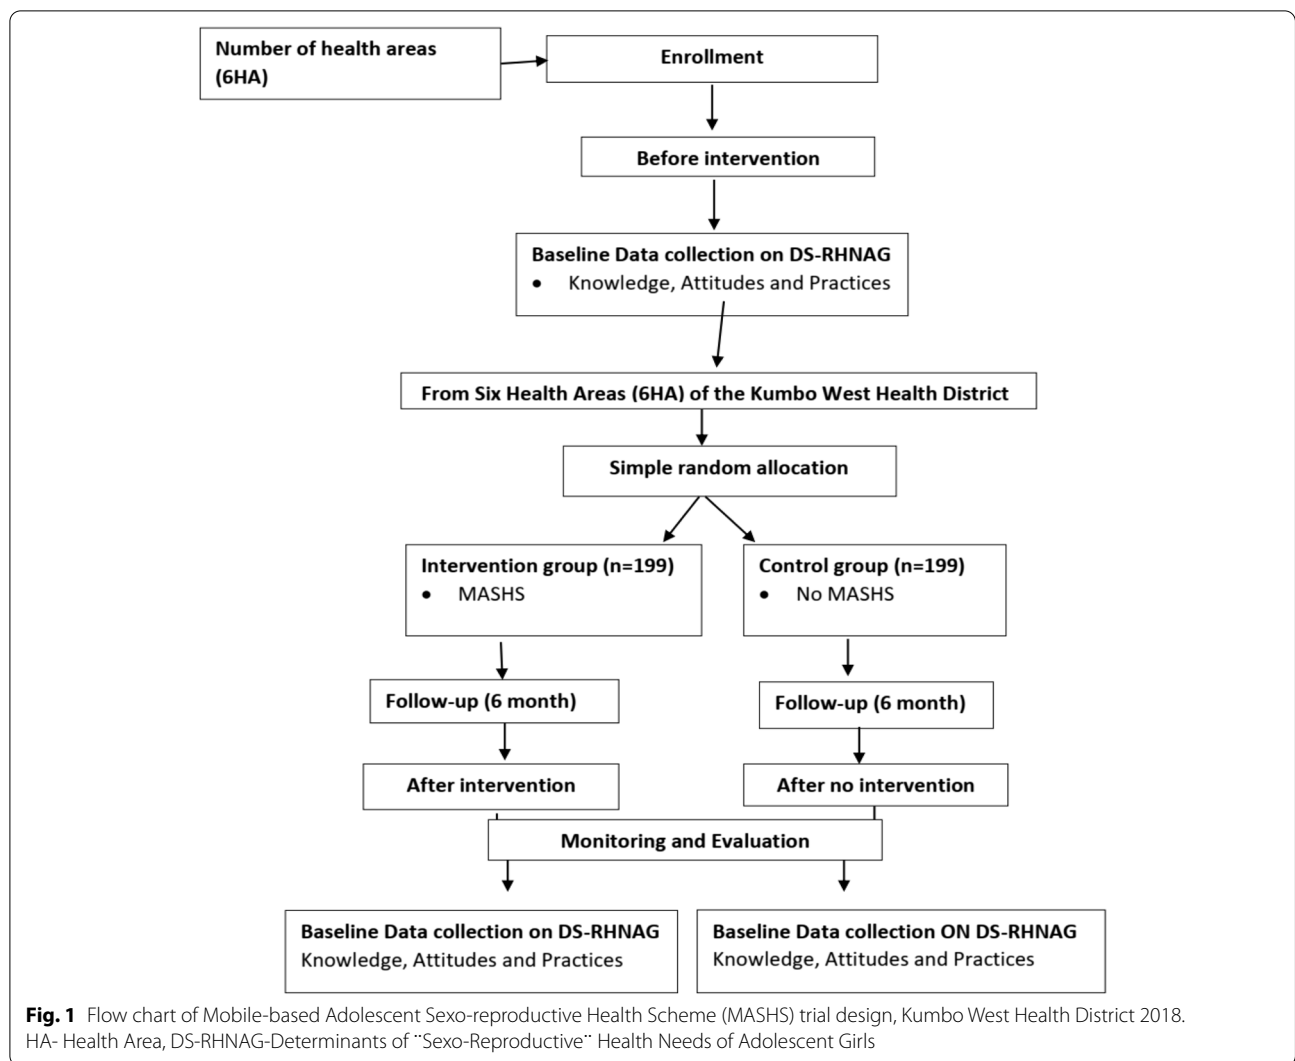 Number of health areas
(6HA)
Enrollment
Before intervention
Baseline Data collection on DS-RHNAG
• Knowledge, Attitudes and Practices
From Six Health Areas (6HA) of the Kumbo West Health District
Simple random allocation
Intervention group (n=199)
• MASHS
Control group (n=199)
• No MASHS
Follow-up (6 month)
Follow-up (6 month)
After intervention
After no intervention
Monitoring and Evaluation
Baseline Data collection on DS-RHNAG
Knowledge, Attitudes and Practices
Baseline Data collection ON DS-RHNAG
Knowledge, Attitudes and Practices
Fig. 1 Flow chart of Mobile-based Adolescent Sexo-reproductive Health Scheme (MASHS) trial design, Kumbo West Health District 2018.
HA- Health Area, DS-RHNAG-Determinants of ¨Sexo-Reproductive¨ Health Needs of Adolescent Girls